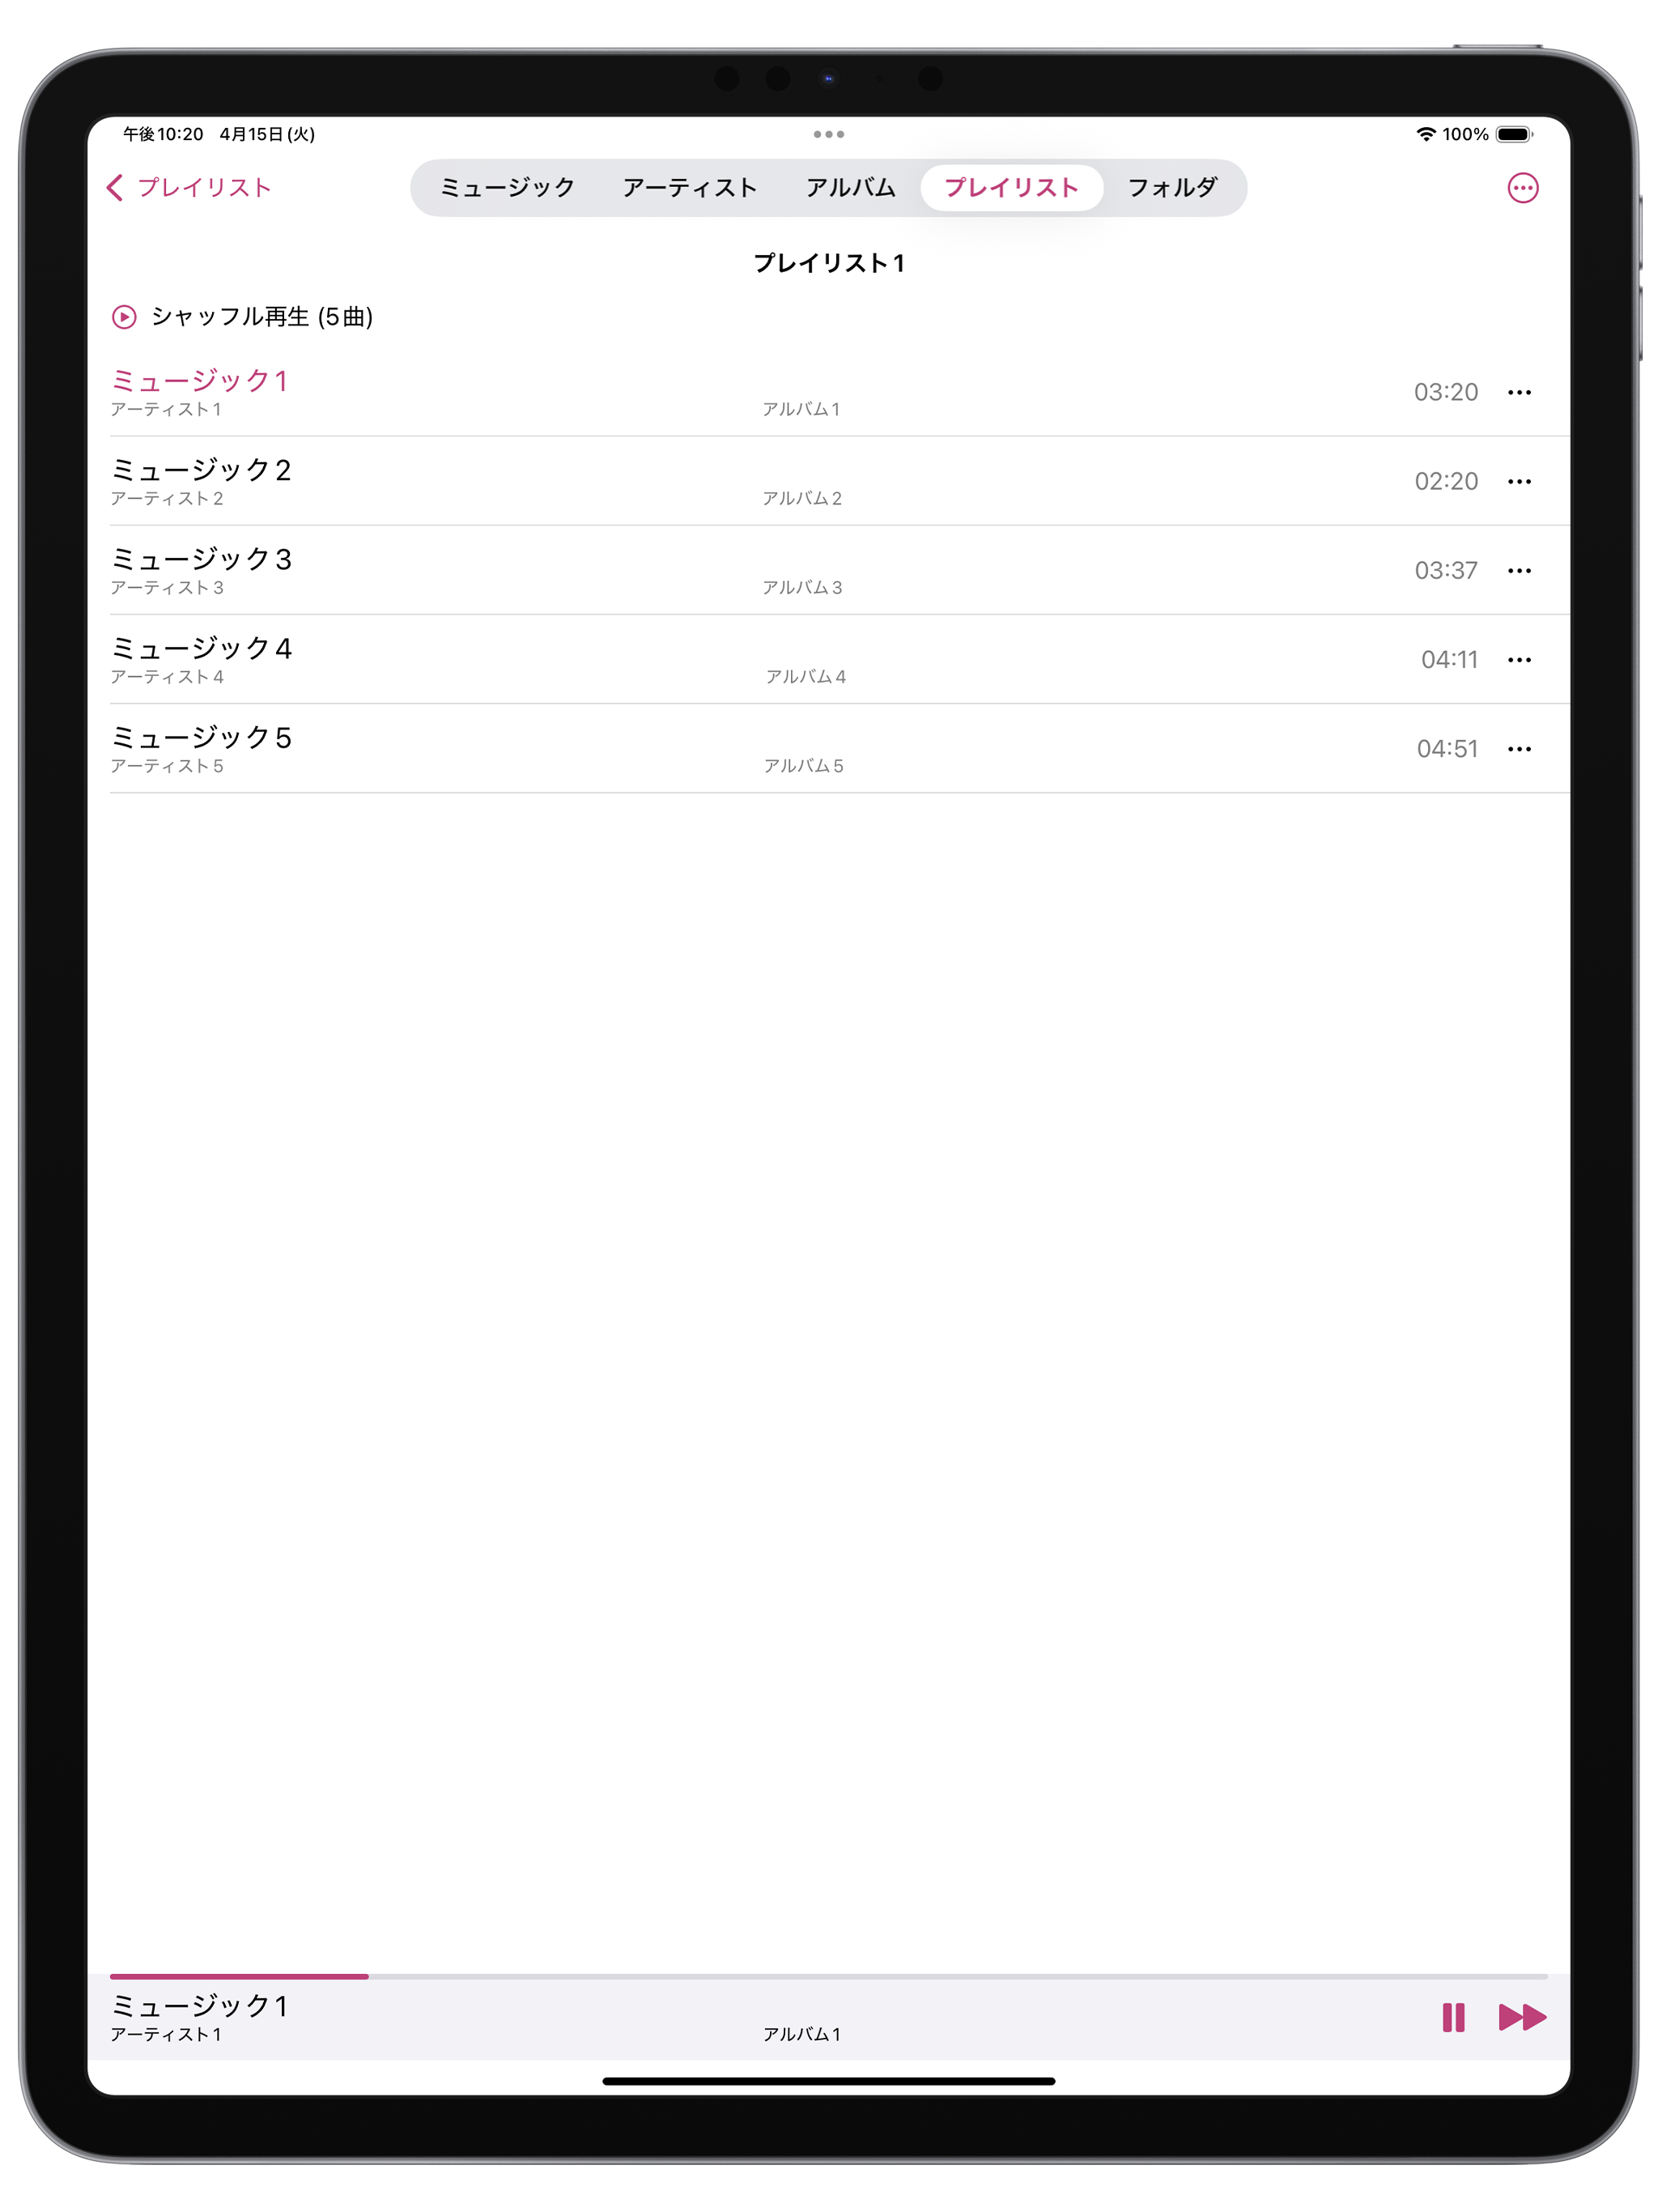 午後10:20 4月15日(火) 100%
プレイリスト ミュージック アーティスト アルバム プレイリスト フォルダ
プレイリスト1
シャッフル再生 (5曲)
ミュージック1
アーティスト1 アルバム1 03:20
ミュージック2
アーティスト2 アルバム2 02:20
ミュージック3
アーティスト3 アルバム3 03:37
ミュージック4
アーティスト4 アルバム4 04:11
ミュージック5
アーティスト5 アルバム5 04:51
ミュージック1
アーティスト1 アルバム1